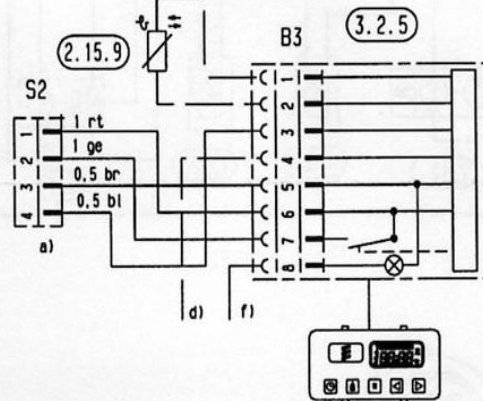 2.15.9
B3
3.2.5
S2
1 1 rt
2 1 ge
3 0,5 br
4 0,5 bl
a)
1
2
3
4
5
6
7
8
d) f)